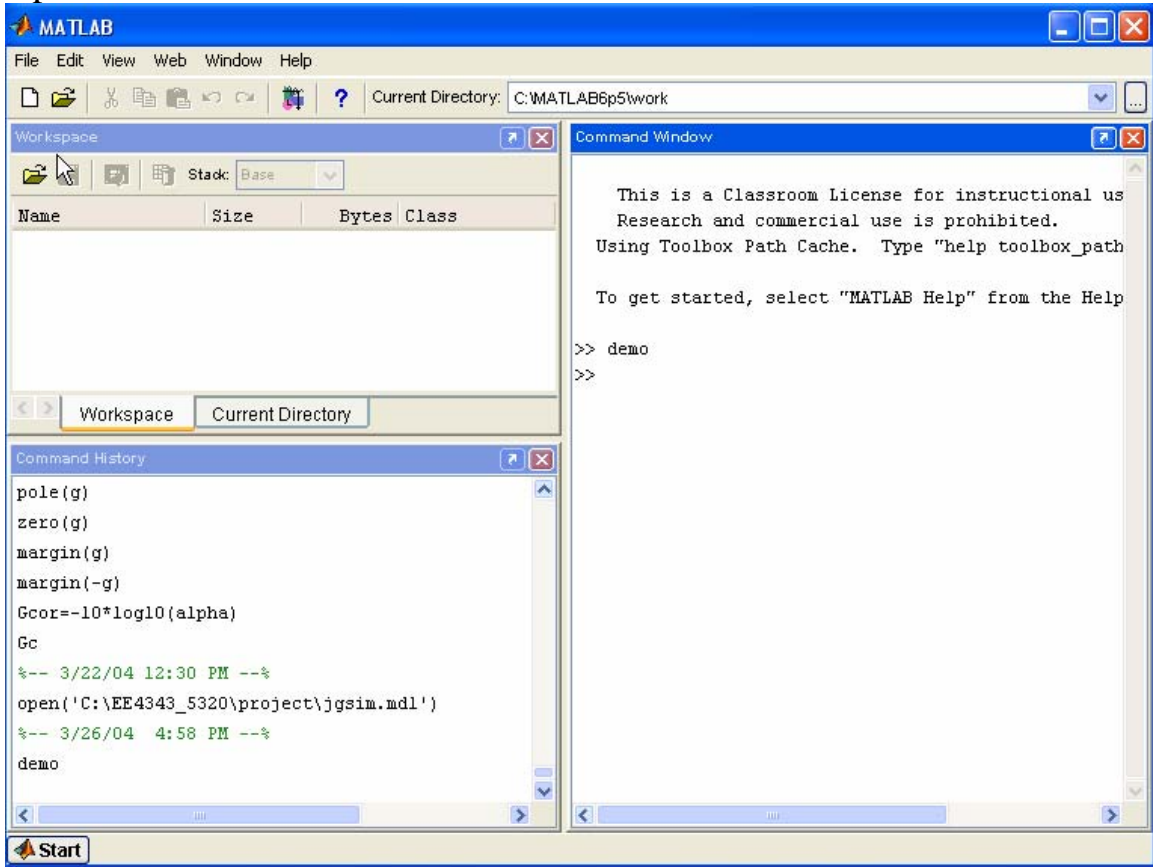 MATLAB
File Edit View Web Window Help
? Current Directory: C:\MATLAB6p5\work ...
Workspace
Stack: Base
Name Size Bytes Class
Workspace Current Directory
Command History
pole(g)
zero(g)
margin(g)
margin(-g)
Gcor=-10*log10(alpha)
Gc
%-- 3/22/04 12:30 PM --%
open('C:\EE4343_5320\project\jgsim.mdl')
%-- 3/26/04  4:58 PM --%
demo
Command Window
This is a Classroom License for instructional us
Research and commercial use is prohibited.
Using Toolbox Path Cache.  Type "help toolbox_path
To get started, select "MATLAB Help" from the Help
>> demo
>>
Start